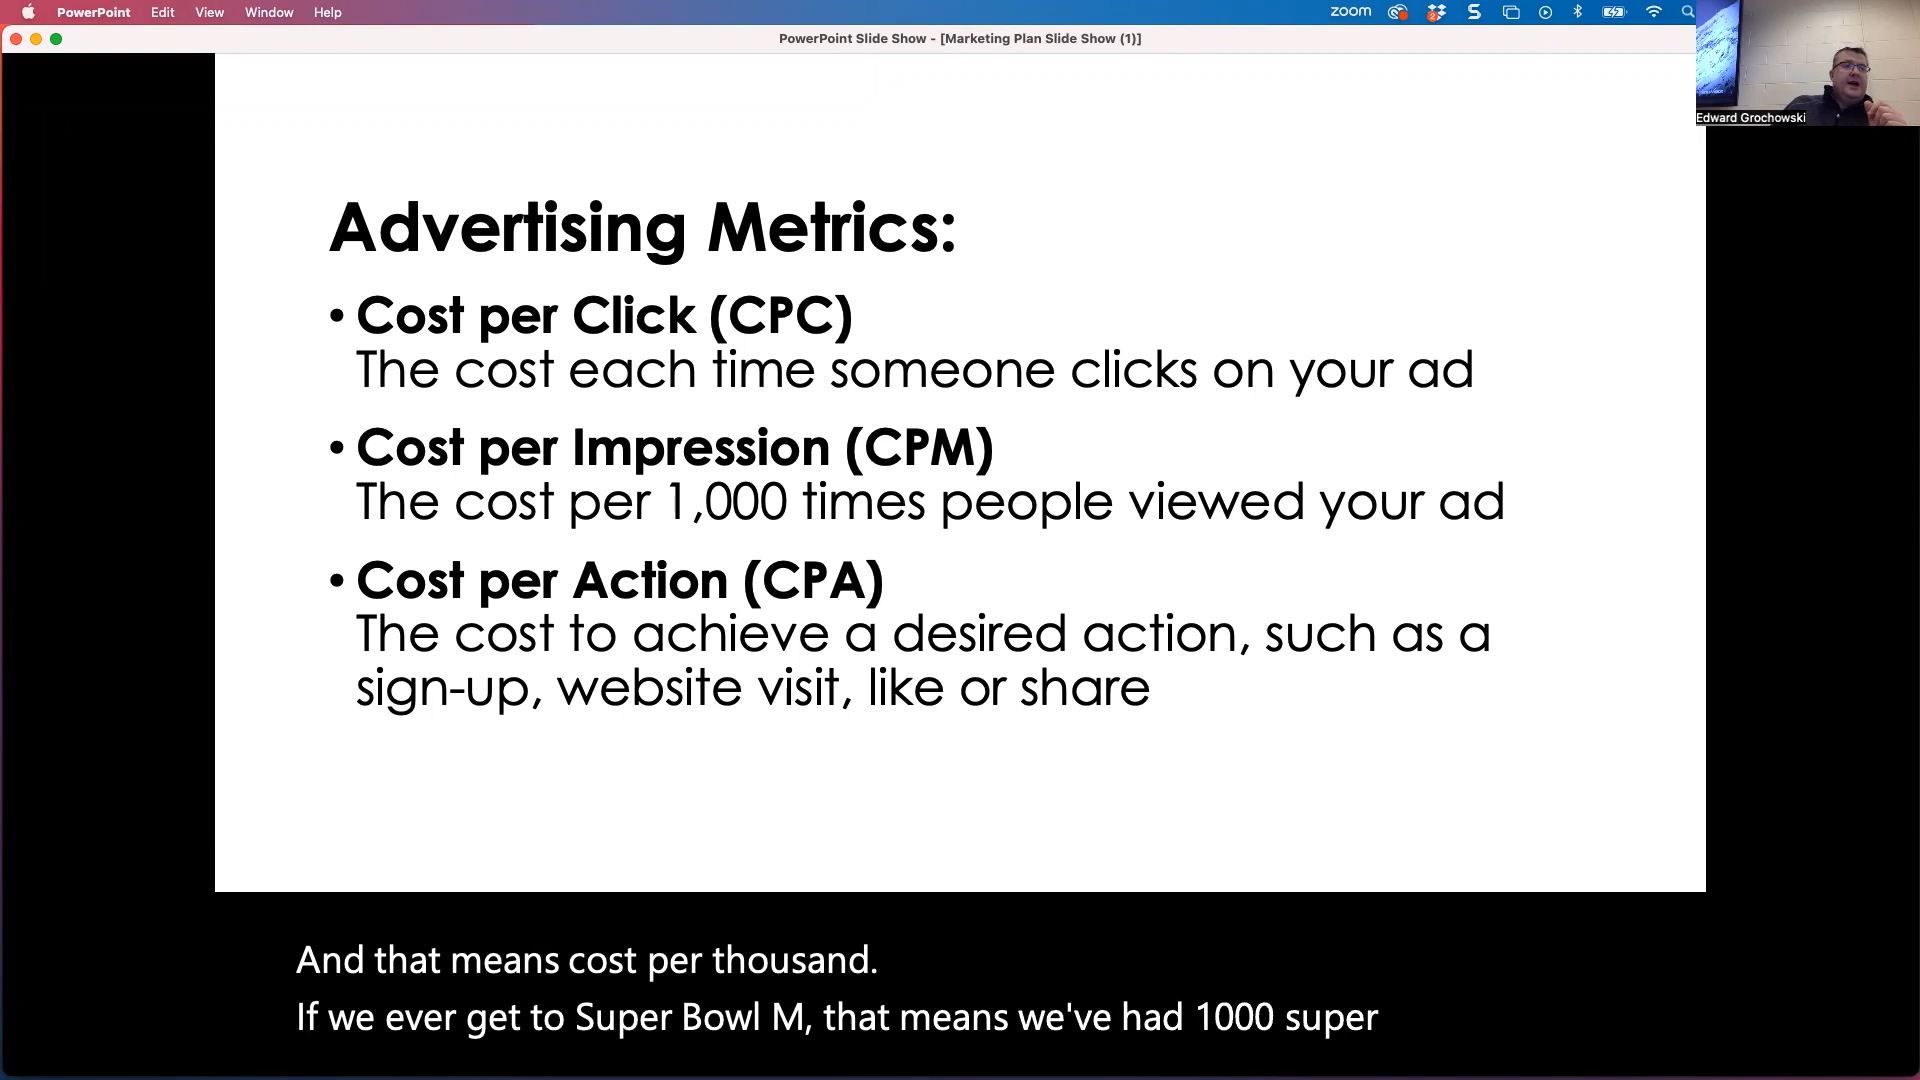 PowerPoint Edit View Window Help zoom
PowerPoint Slide Show - [Marketing Plan Slide Show (1)]
Edward Grochowski
Advertising Metrics:
• Cost per Click (CPC)
The cost each time someone clicks on your ad
• Cost per Impression (CPM)
The cost per 1,000 times people viewed your ad
• Cost per Action (CPA)
The cost to achieve a desired action, such as a
sign-up, website visit, like or share
And that means cost per thousand.
If we ever get to Super Bowl M, that means we've had 1000 super